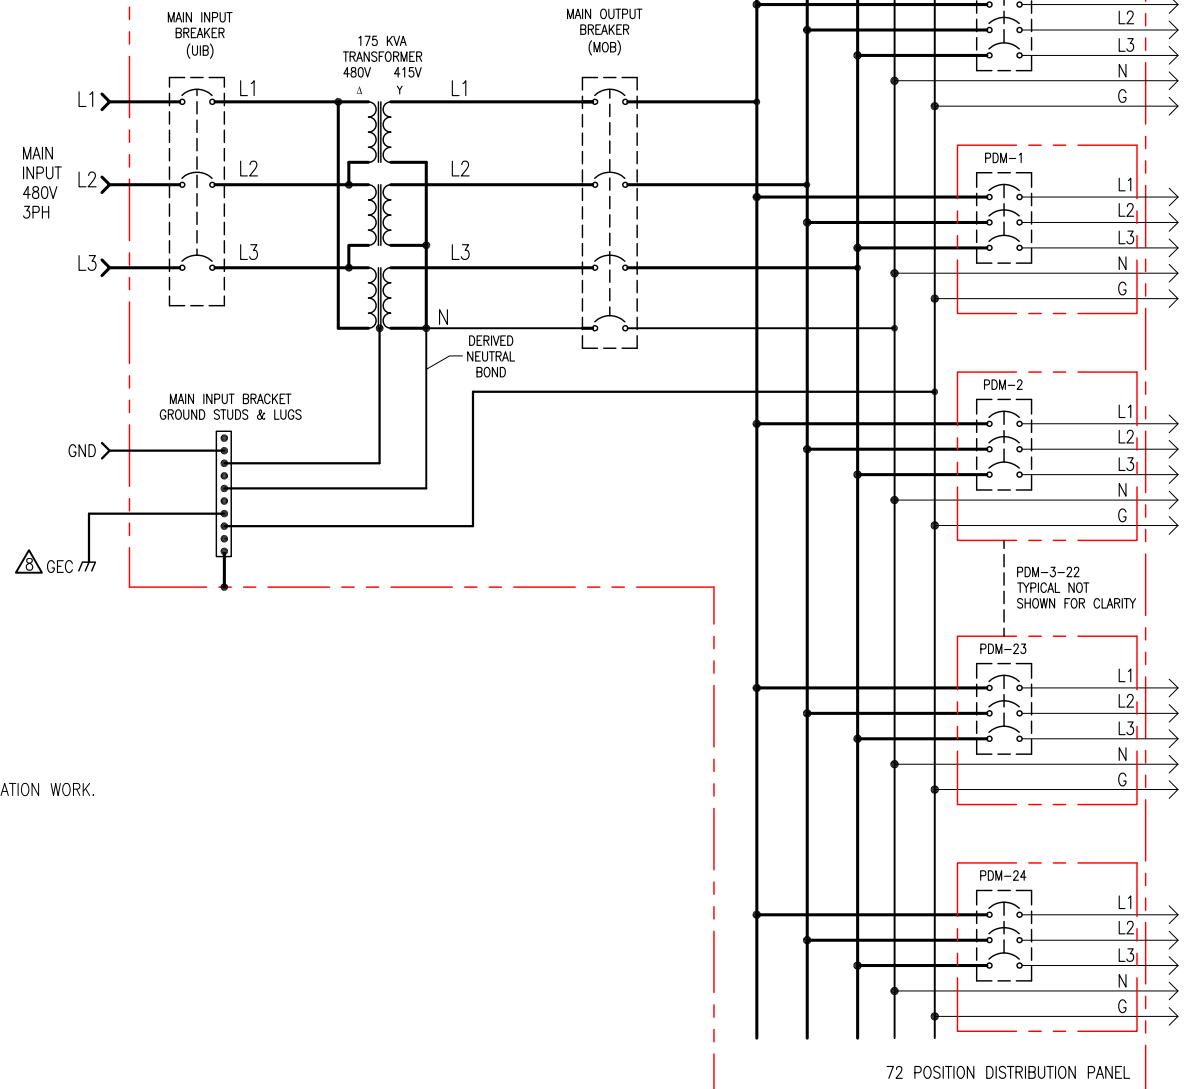 MAIN INPUT
BREAKER
(UIB)
MAIN OUTPUT
BREAKER
(MOB)
175 KVA
TRANSFORMER
480V 415V
Δ Y
L1
L1
L1
MAIN
INPUT
480V
3PH
L2
L2
L2
L3
L3
L3
N
DERIVED
NEUTRAL
BOND
MAIN INPUT BRACKET
GROUND STUDS & LUGS
GND
8 GEC
ATION WORK.
L2
L3
N
G
PDM-1
L1
L2
L3
N
G
PDM-2
L1
L2
L3
N
G
PDM-3-22
TYPICAL NOT
SHOWN FOR CLARITY
PDM-23
L1
L2
L3
N
G
PDM-24
L1
L2
L3
N
G
72 POSITION DISTRIBUTION PANEL